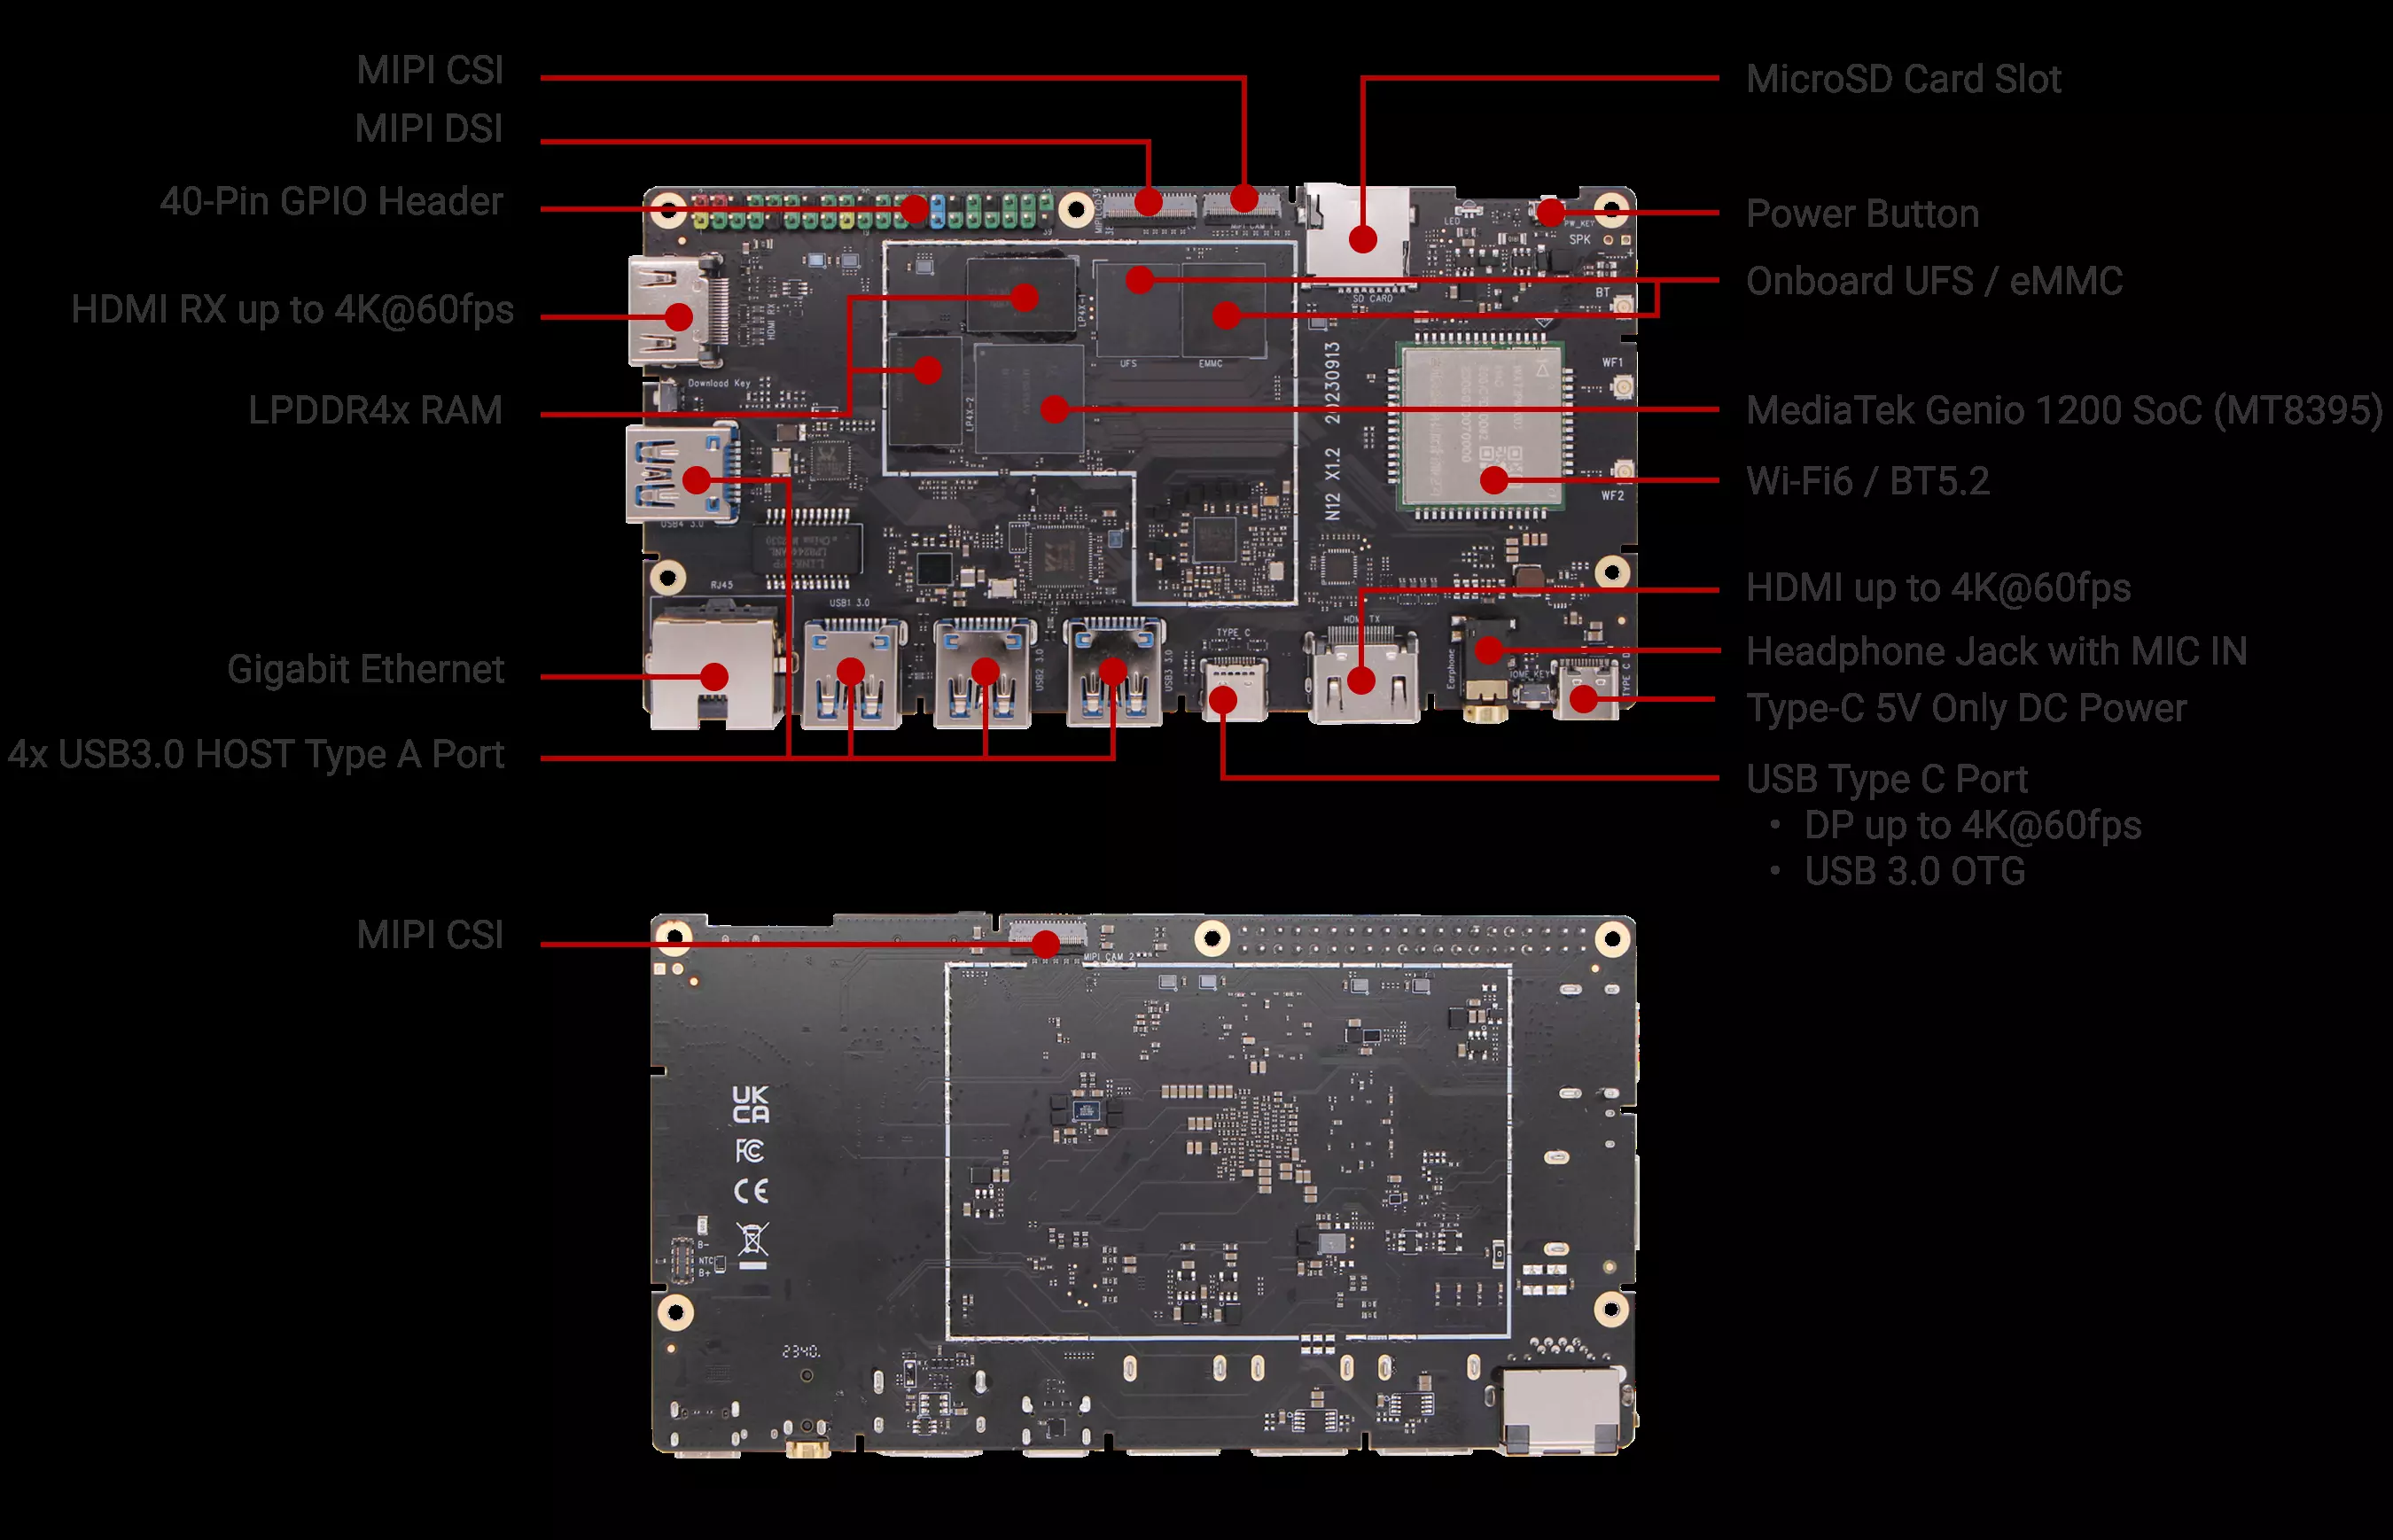 MIPI CSI
MIPI DSI
40-Pin GPIO Header
HDMI RX up to 4K@60fps
LPDDR4x RAM
Gigabit Ethernet
4x USB3.0 HOST Type A Port
MicroSD Card Slot
Power Button
Onboard UFS / eMMC
MediaTek Genio 1200 SoC (MT8395)
Wi-Fi6 / BT5.2
HDMI up to 4K@60fps
Headphone Jack with MIC IN
Type-C 5V Only DC Power
USB Type C Port
• DP up to 4K@60fps
• USB 3.0 OTG
LED
PW_KEY
SPK
SD CARD
BT
HDMI RX
LP4X-1
UFS
EMMC
Download Key
LP4X-2
N12 X1.2 20230913
WF1
WF2
USB4 3.0
RJ45
USB1 3.0
USB2 3.0
USB3 3.0
TYPE C
HDMI TX
Earphone
MIPI CSI
MIPI CAM 2
UK
CA
FC
CE
B-
NTC
B+
2340.